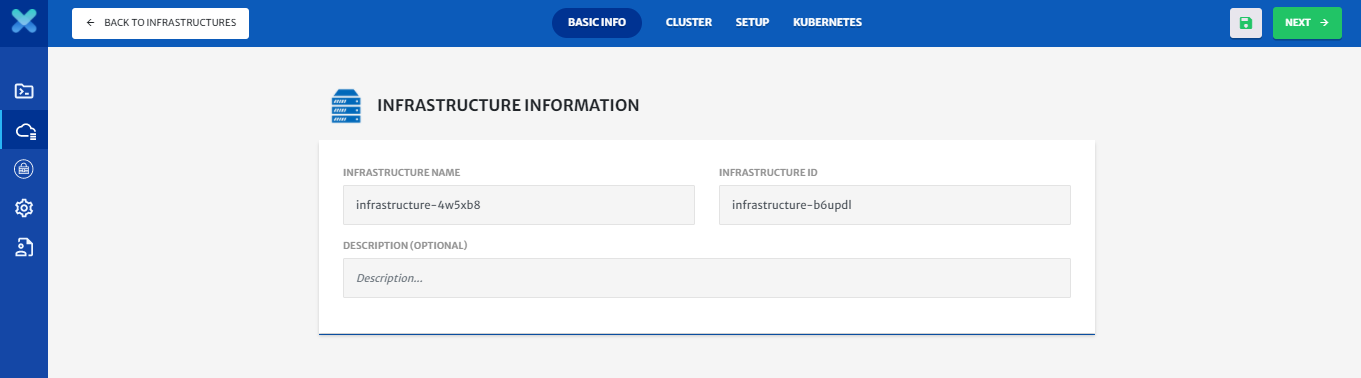 BACK TO INFRASTRUCTURES
BASIC INFO
CLUSTER
SETUP
KUBERNETES
NEXT
INFRASTRUCTURE INFORMATION
INFRASTRUCTURE NAME
INFRASTRUCTURE ID
infrastructure-4w5xb8
infrastructure-b6updl
DESCRIPTION (OPTIONAL)
Description...